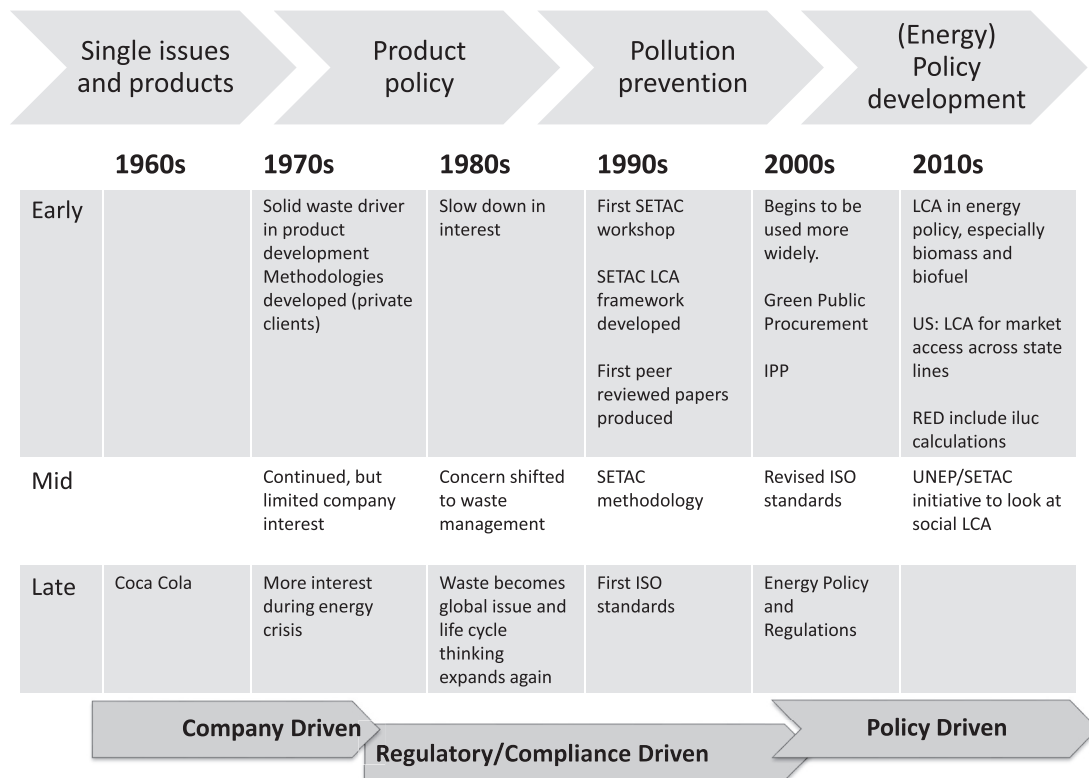 Single issues
and products
Product
policy
Pollution
prevention
(Energy)
Policy
development
1960s
1970s
1980s
1990s
2000s
2010s
Early
Solid waste driver
in product
development
Methodologies
developed (private
clients)
Slow down in
interest
First SETAC
workshop
SETAC LCA
framework
developed
First peer
reviewed papers
produced
Begins to be
used more
widely.
Green Public
Procurement
IPP
LCA in energy
policy, especially
biomass and
biofuel
US: LCA for market
access across state
lines
RED include iluc
calculations
Mid
Continued, but
limited company
interest
Concern shifted
to waste
management
SETAC
methodology
Revised ISO
standards
UNEP/SETAC
initiative to look at
social LCA
Late
Coca Cola
More interest
during energy
crisis
Waste becomes
global issue and
life cycle
thinking
expands again
First ISO
standards
Energy Policy
and
Regulations
Company Driven
Regulatory/Compliance Driven
Policy Driven